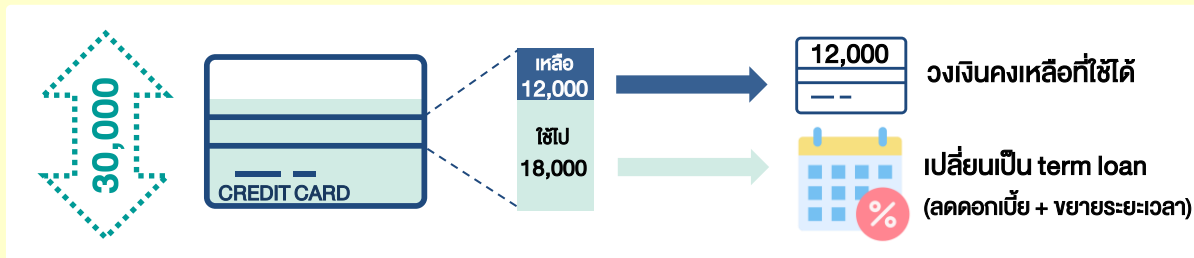 30,000
CREDIT CARD
เหลือ
12,000
ใช้ไป
18,000
12,000
วงเงินคงเหลือที่ใช้ได้
%
เปลี่ยนเป็น term loan
(ลดดอกเบี้ย + ขยายระยะเวลา)